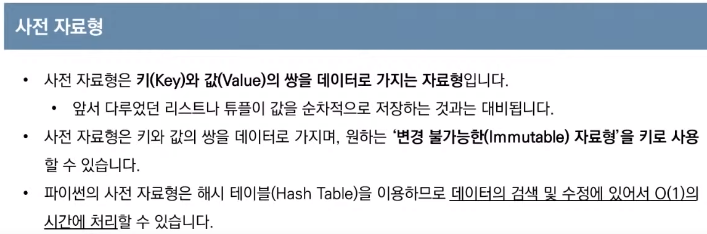 사전 자료형
• 사전 자료형은 키(Key)와 값(Value)의 쌍을 데이터로 가지는 자료형입니다.
• 앞서 다루었던 리스트나 튜플이 값을 순차적으로 저장하는 것과는 대비됩니다.
• 사전 자료형은 키와 값의 쌍을 데이터로 가지며, 원하는 ‘변경 불가능한(Immutable) 자료형’을 키로 사용
할 수 있습니다.
• 파이썬의 사전 자료형은 해시 테이블(Hash Table)을 이용하므로 데이터의 검색 및 수정에 있어서 O(1)의
시간에 처리할 수 있습니다.